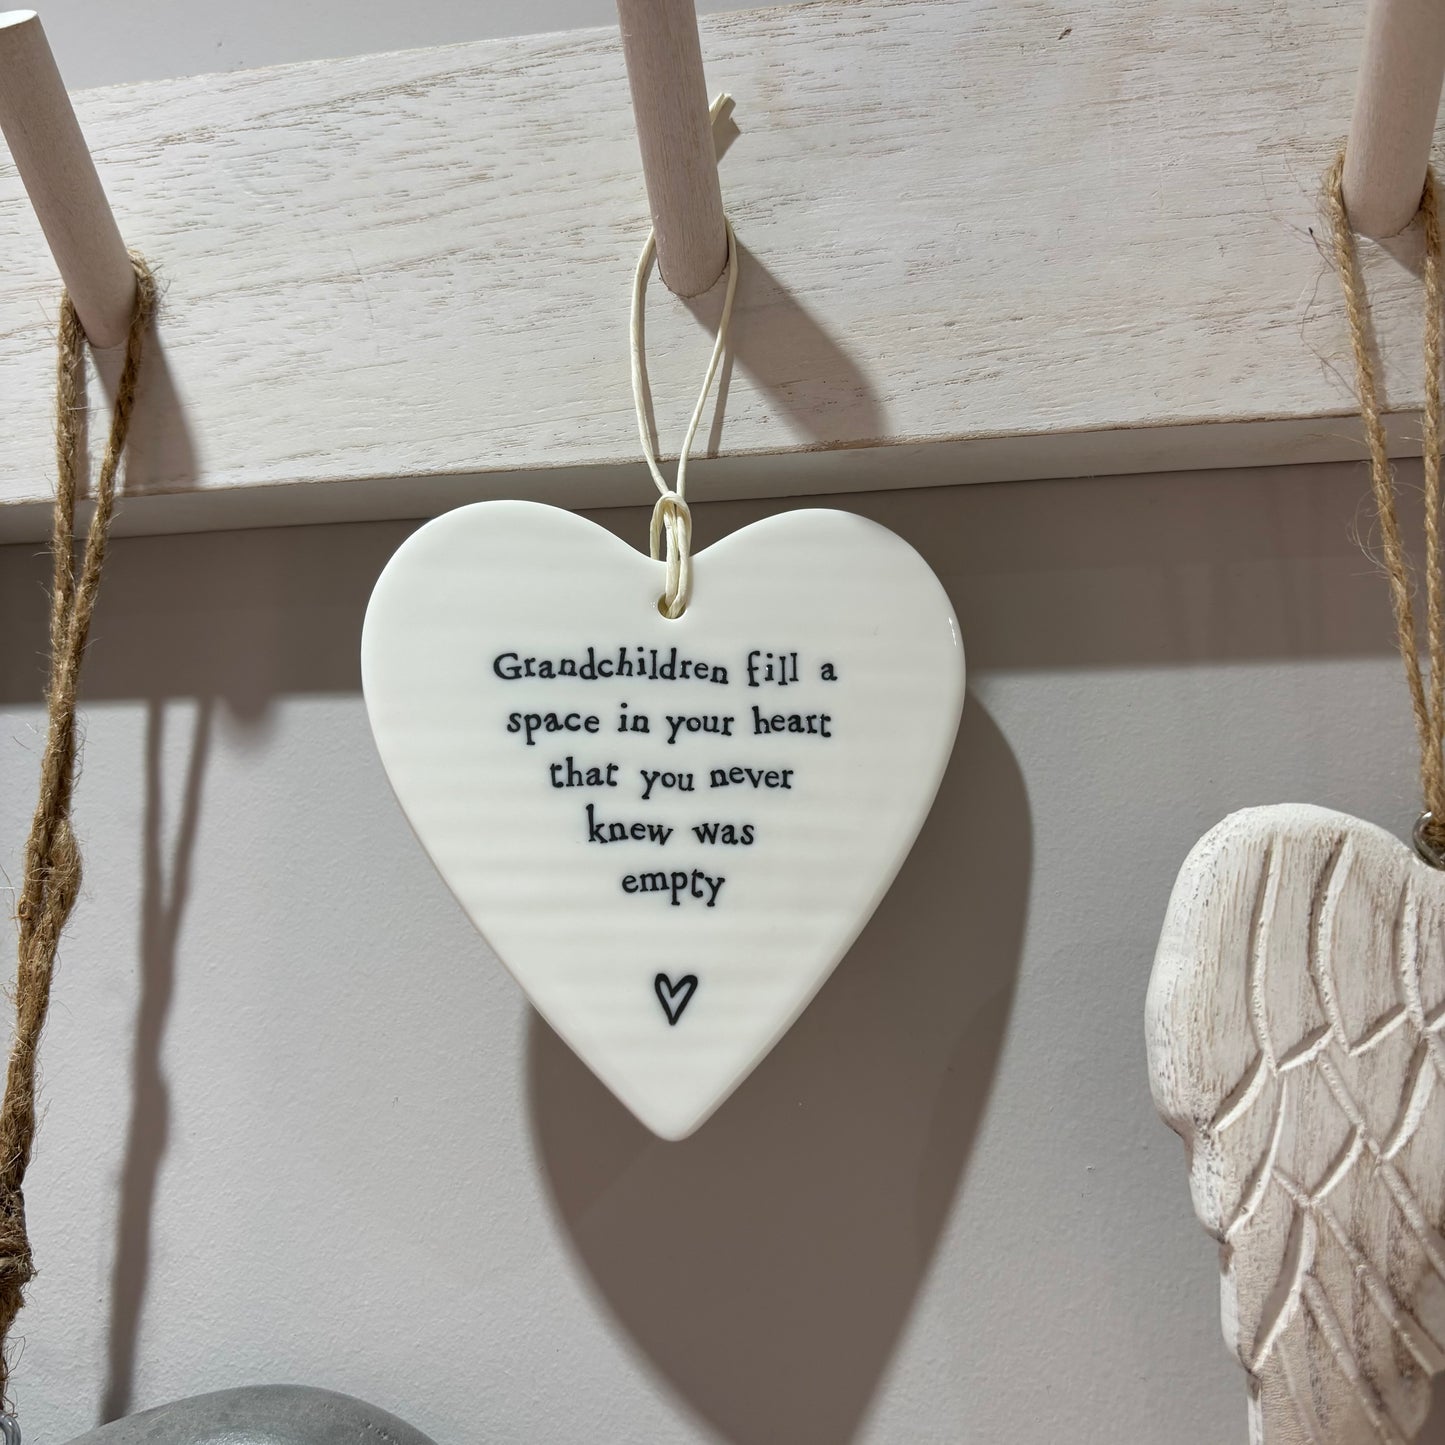 Grandchildren fill a
space in your heart
that you never
knew was
empty